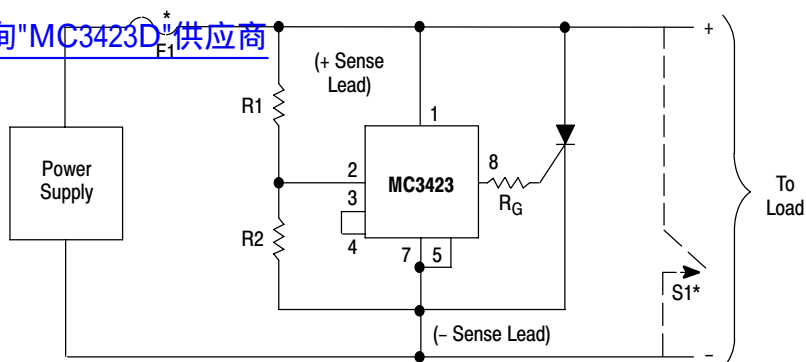 询"MC3423D"供应商
*
F1
+
(+ Sense
Lead)
R1
1
Power
Supply
2
MC3423
8
RG
3
4
To
Load
R2
7
5
S1*
(– Sense Lead)
–